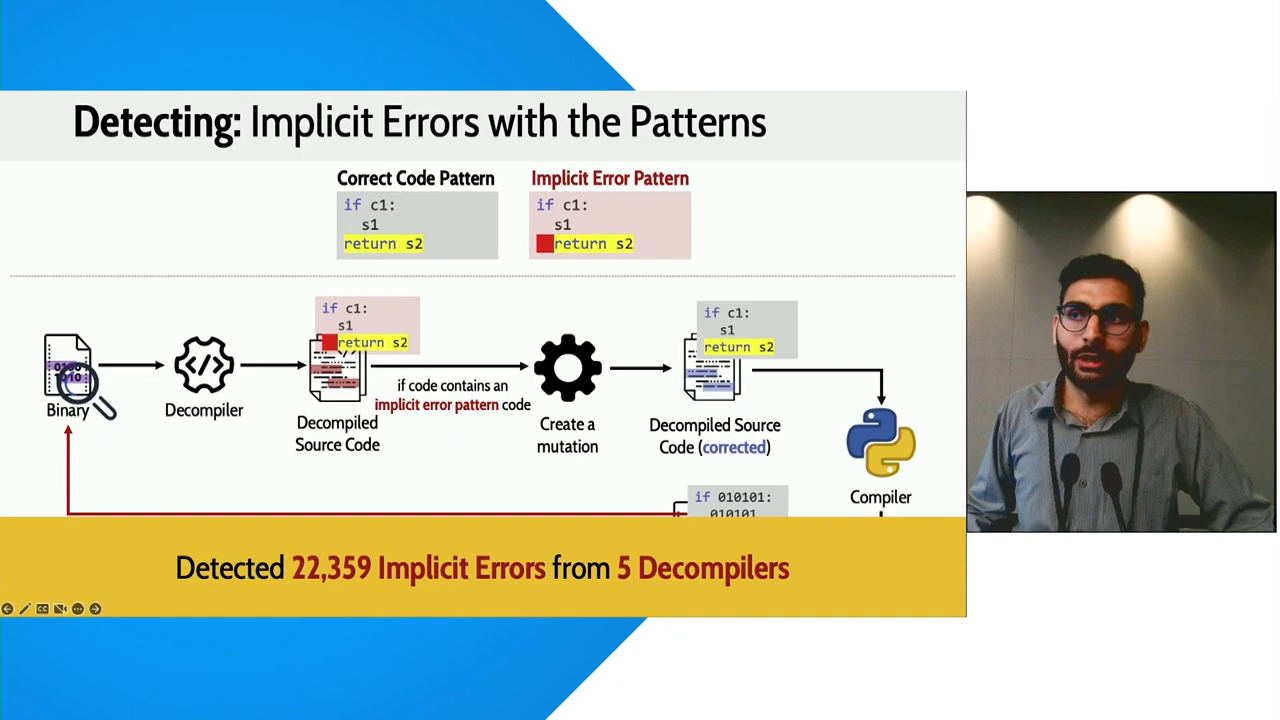 Detecting: Implicit Errors with the Patterns
Correct Code Pattern
if c1:
s1
return s2
Implicit Error Pattern
if c1:
s1
return s2
if c1:
s1
return s2
if c1:
s1
return s2
Binary
Decompiler
Decompiled
Source Code
if code contains an
implicit error pattern code
Create a
mutation
Decompiled Source
Code (corrected)
Compiler
if 010101:
010101
Detected 22,359 Implicit Errors from 5 Decompilers